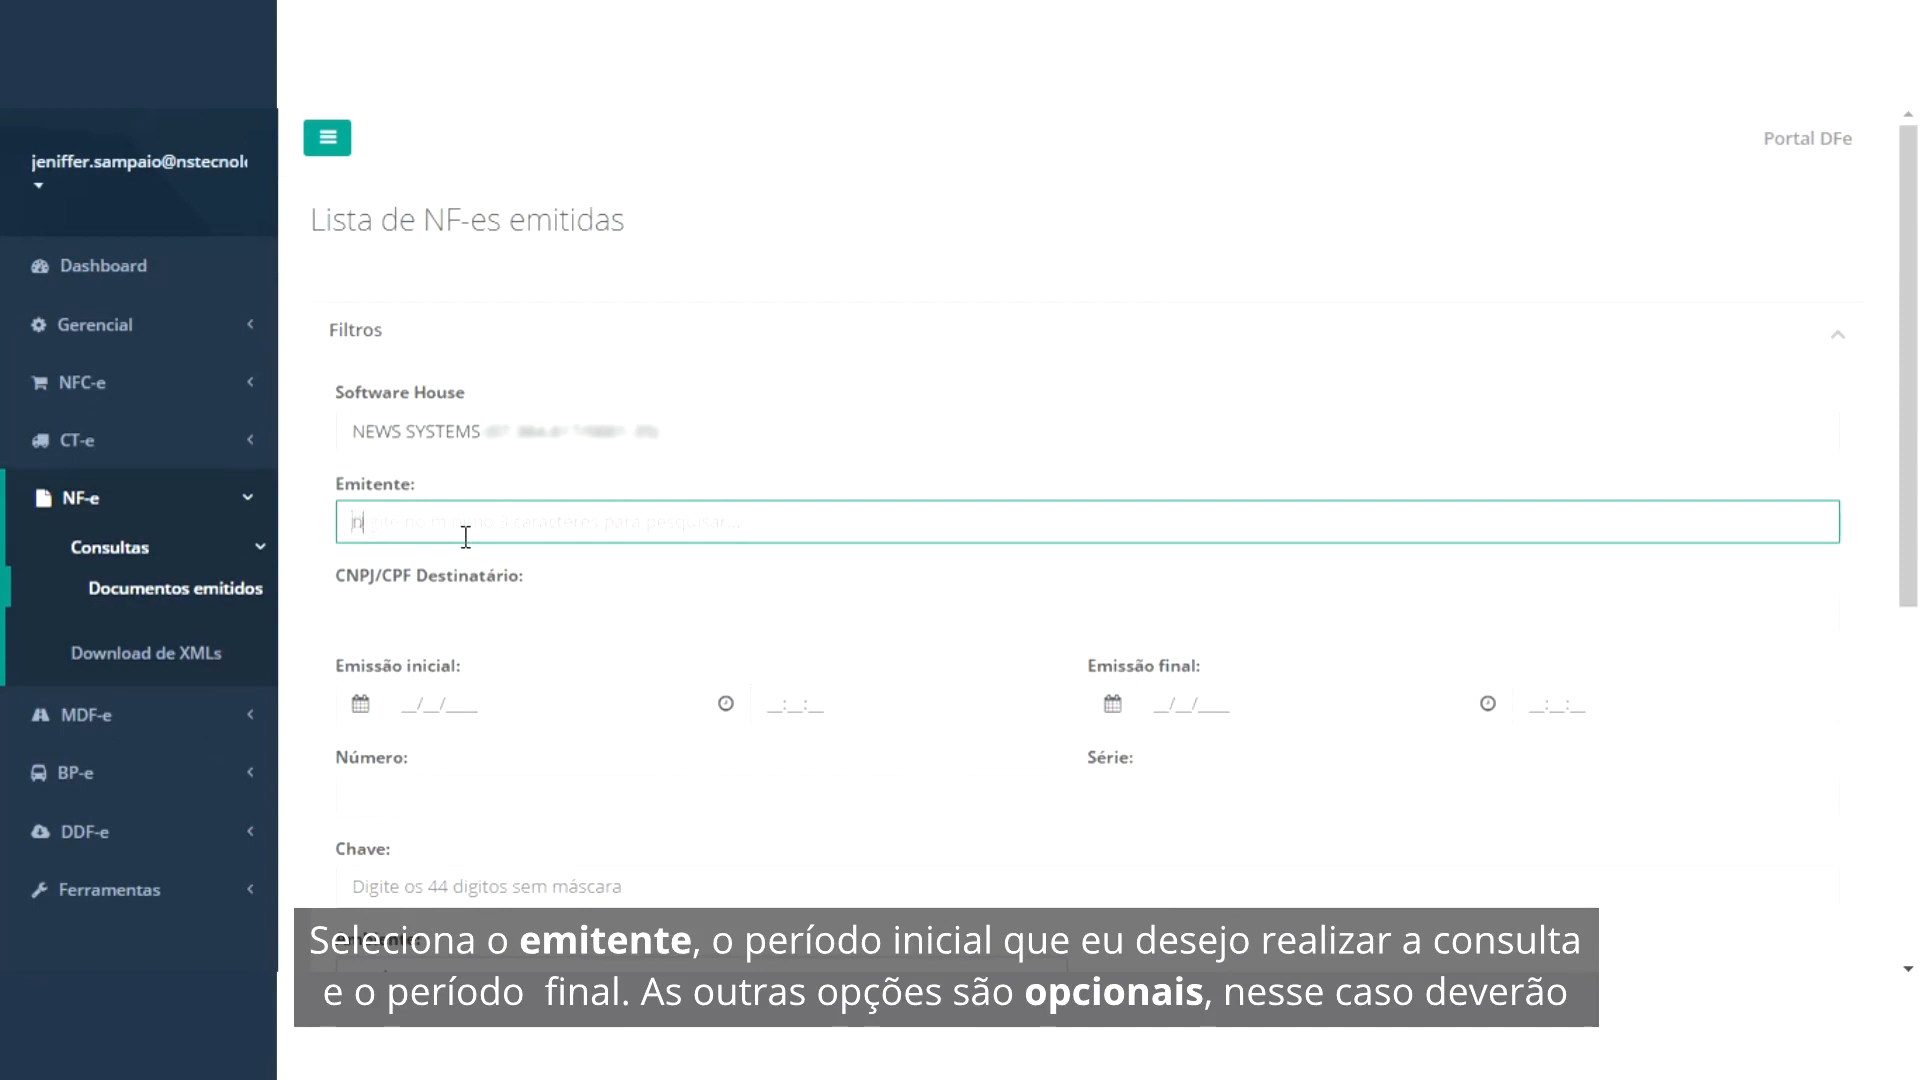 jeniffer.sampaio@nstecnol
Portal DFe
Lista de NF-es emitidas
Dashboard
Gerencial
NFC-e
CT-e
NF-e
Consultas
Documentos emitidos
Download de XMLs
MDF-e
BP-e
DDF-e
Ferramentas
Filtros
Software House
NEWS SYSTEMS
Emitente:
n
3 caracteres para pesquisar...
CNPJ/CPF Destinatário:
Emissão inicial:
Emissão final:
__/__/____
__:__:__
__/__/____
__:__:__
Número:
Série:
Chave:
Digite os 44 digitos sem máscara
Seleciona o emitente, o período inicial que eu desejo realizar a consulta
e o período final. As outras opções são opcionais, nesse caso deverão